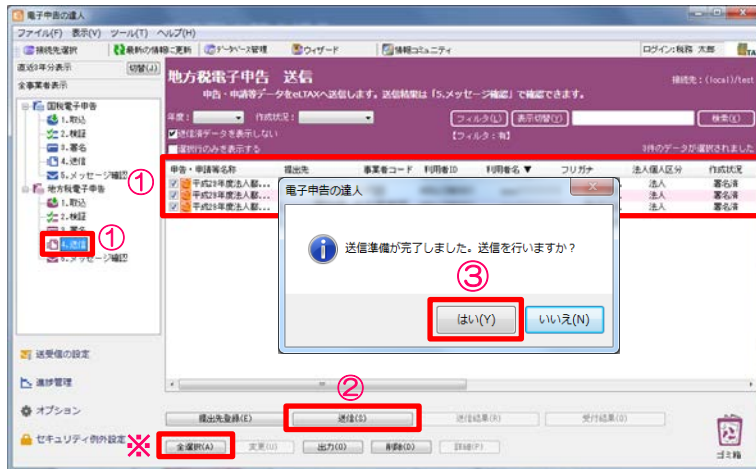 電子申告の達人
ファイル(F) 表示(V) ツール(T) ヘルプ(H)
接続先選択 最新の情報に更新 データベース管理 ウィザード 情報コミュニティ ログイン:税務 太郎 TA
直近3年分表示 切替(J)
全事業者表示
地方税電子申告 送信
接続先:(local)/test
申告・申請等データをeLTAXへ送信します。送信結果は「5.メッセージ確認」で確認できます。
国税電子申告
1.取込
2.検証
3.署名
4.送信
5.メッセージ確認
地方税電子申告
1.取込
2.検証
3.署名
4.送信
5.メッセージ確認
①
①
年度: 作成状況: フィルタ(L) 表示切替(Y) 検索(K)
送信済データを表示しない 【フィルタ:有】
選択行のみを表示する 3件のデータが選択されました
申告・申請等名称 提出先 事業者コード 利用者ID 利用者名▼ フリガナ 法人個人区分 作成状況
平成29年度法人都... 法人 署名済
平成29年度法人都... 法人 署名済
平成29年度法人都... 法人 署名済
電子申告の達人
送信準備が完了しました。送信を行いますか?
③
はい(Y) いいえ(N)
送受信の設定
進捗管理
オプション
セキュリティ例外設定
②
提出先登録(E) 送信(S) 送信結果(R) 受付結果(O)
※
全選択(A) 変更(U) 出力(O) 削除(D) 詳細(F)
ゴミ箱